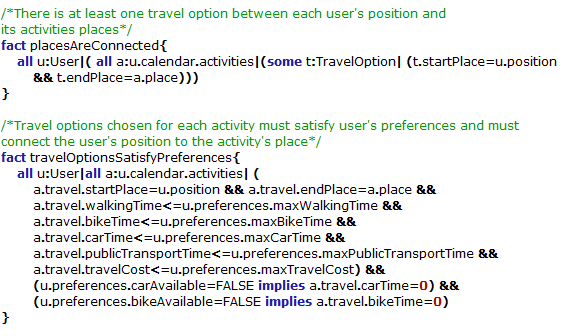 /*There is at least one travel option between each user's position and
its activities places*/
fact placesAreConnected{
all u:User|( all a:u.calendar.activities|(some t:TravelOption| (t.startPlace=u.position
&& t.endPlace=a.place)))
}
/*Travel options chosen for each activity must satisfy user's preferences and must
connect the user's position to the activity's place*/
fact travelOptionsSatisfyPreferences{
all u:User|all a:u.calendar.activities| (
a.travel.startPlace=u.position && a.travel.endPlace=a.place &&
a.travel.walkingTime<=u.preferences.maxWalkingTime &&
a.travel.bikeTime<=u.preferences.maxBikeTime &&
a.travel.carTime<=u.preferences.maxCarTime &&
a.travel.publicTransportTime<=u.preferences.maxPublicTransportTime &&
a.travel.travelCost<=u.preferences.maxTravelCost) &&
(u.preferences.carAvailable=FALSE implies a.travel.carTime=0) &&
(u.preferences.bikeAvailable=FALSE implies a.travel.bikeTime=0)
}